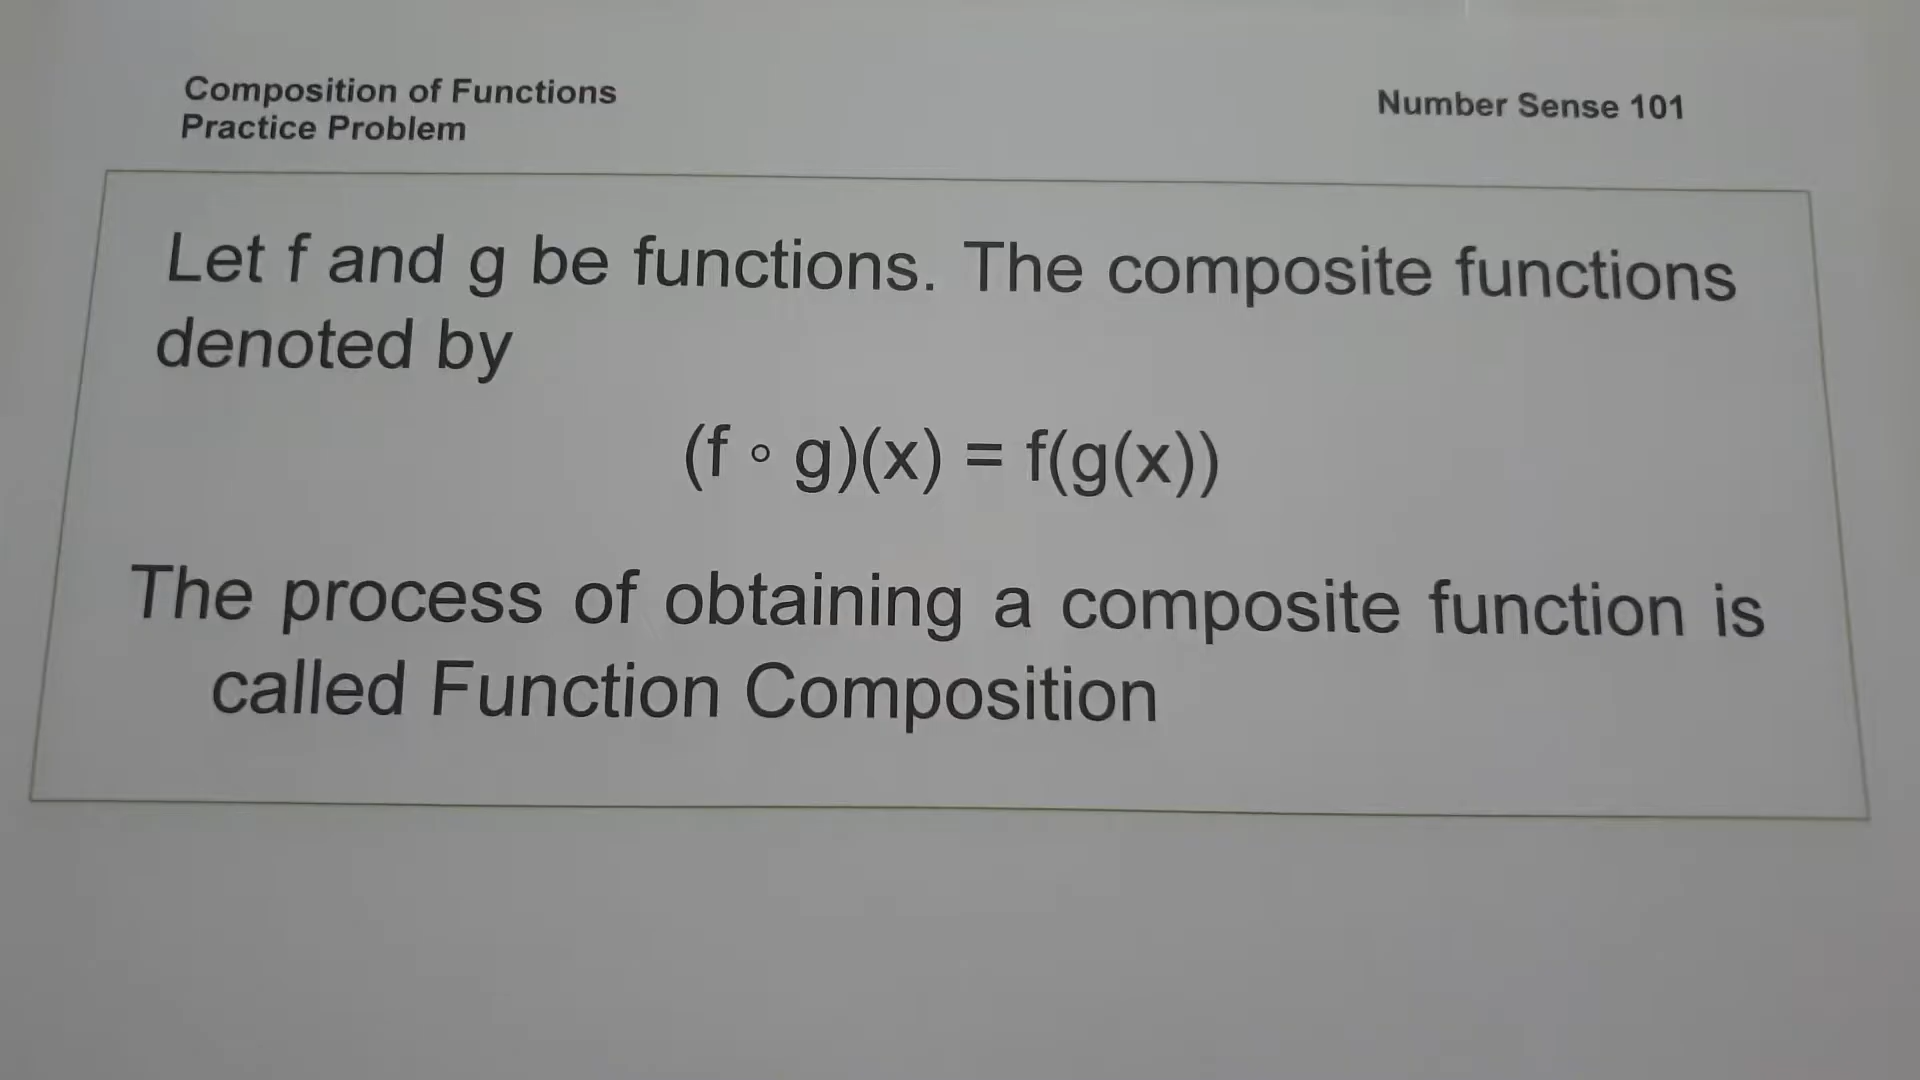 Composition of Functions
Practice Problem
Number Sense 101
Let f and g be functions. The composite functions
denoted by
(f ∘ g)(x) = f(g(x))
The process of obtaining a composite function is
called Function Composition